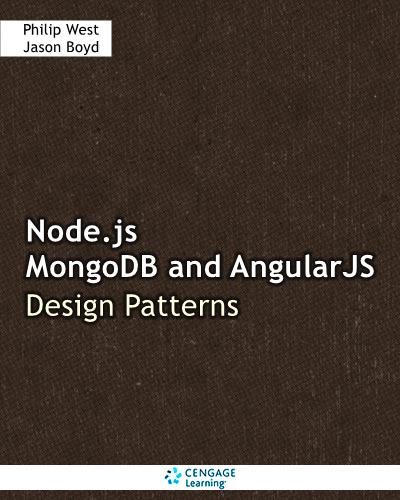 Philip West
Jason Boyd
Node.js
MongoDB and AngularJS
Design Patterns
CENGAGE
Learning